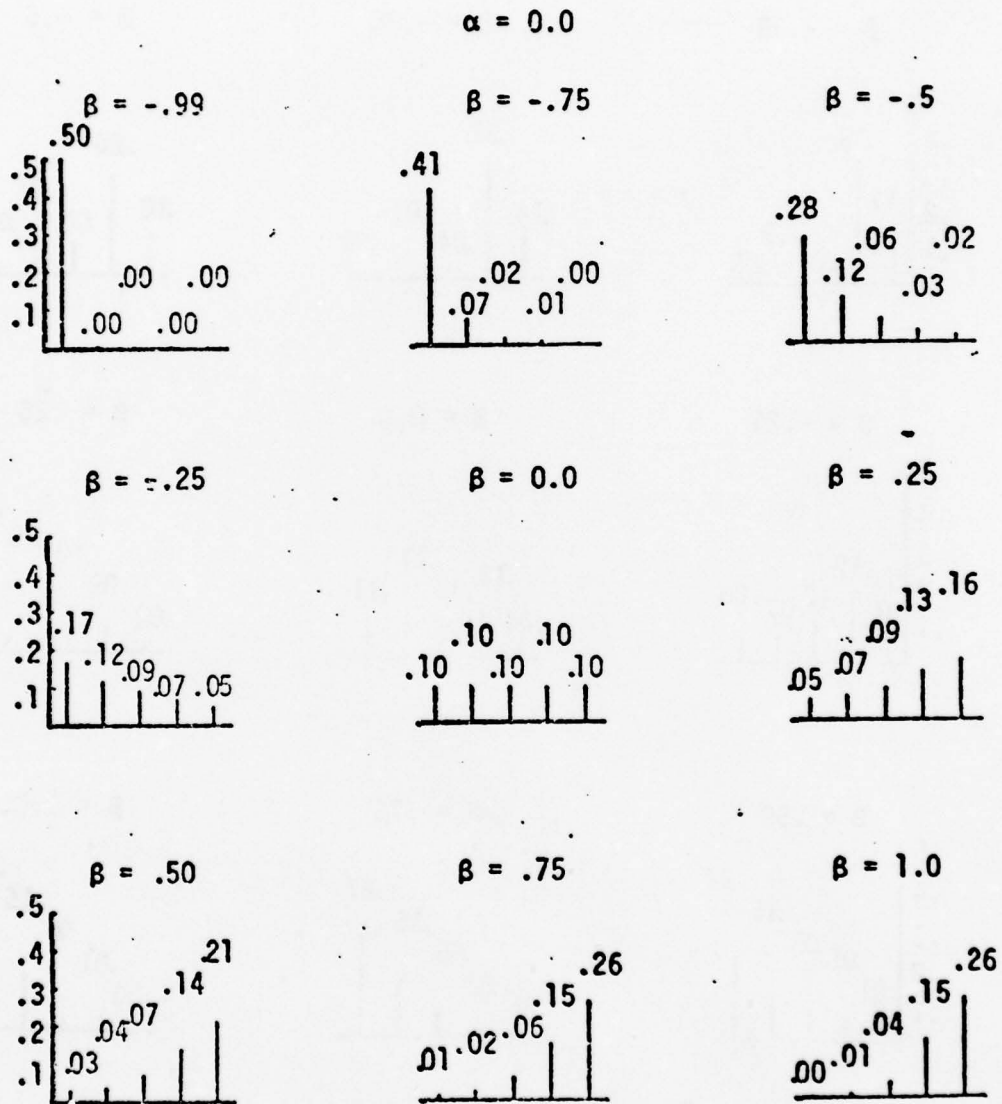 α = 0.0
β = -.99 β = -.75 β = -.5
.50
.5
.4
.3
.2
.1
.00 .00 .00 .00
.41
.07 .02 .01 .00
.28
.12 .06 .03 .02
β = -.25 β = 0.0 β = .25
.5
.4
.3
.2
.1
.17 .12 .09 .07 .05
.10 .10 .10 .10 .10
.05 .07 .09 .13 .16
β = .50 β = .75 β = 1.0
.5
.4
.3
.2
.1
.03 .04 .07 .14 .21
.01 .02 .06 .15 .26
.00 .01 .04 .15 .26